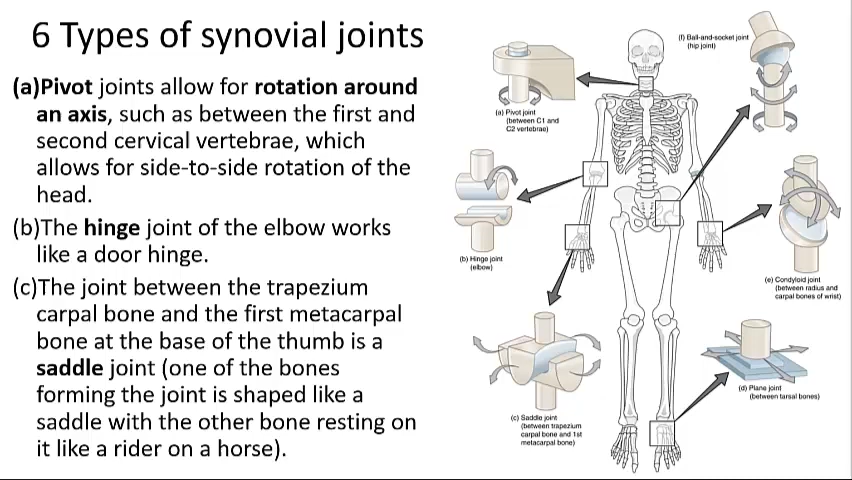 6 Types of synovial joints
(a)Pivot joints allow for rotation around
an axis, such as between the first and
second cervical vertebrae, which
allows for side-to-side rotation of the
head.
(b)The hinge joint of the elbow works
like a door hinge.
(c)The joint between the trapezium
carpal bone and the first metacarpal
bone at the base of the thumb is a
saddle joint (one of the bones
forming the joint is shaped like a
saddle with the other bone resting on
it like a rider on a horse).
(f) Ball-and-socket joint
(hip joint)
(a) Pivot joint
(between C1 and
C2 vertebrae)
(b) Hinge joint
(elbow)
(e) Condyloid joint
(between radius and
carpal bones of wrist)
(d) Plane joint
(between tarsal bones)
(c) Saddle joint
(between trapezium
carpal bone and 1st
metacarpal bone)